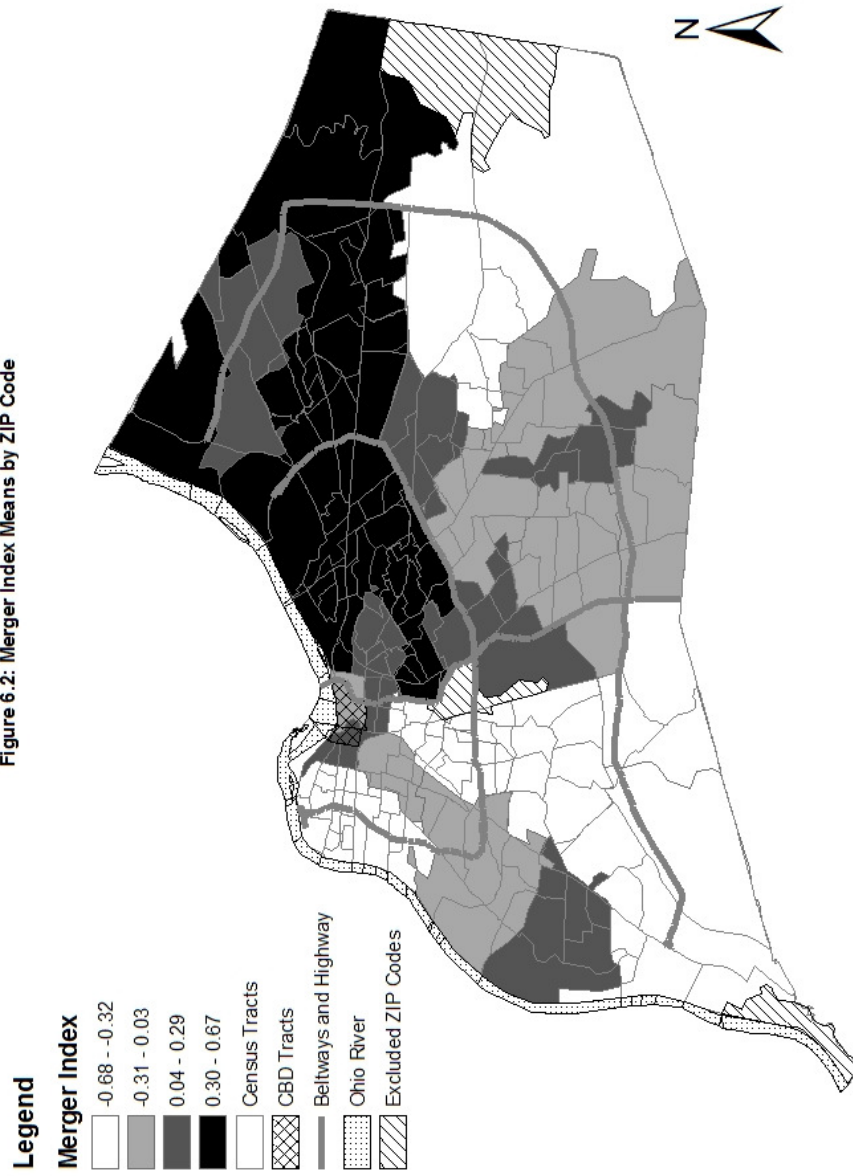 Figure 6.2: Merger Index Means by ZIP Code
N
Legend
Merger Index
-0.68 - -0.32
-0.31 - 0.03
0.04 - 0.29
0.30 - 0.67
Census Tracts
CBD Tracts
Beltways and Highway
Ohio River
Excluded ZIP Codes